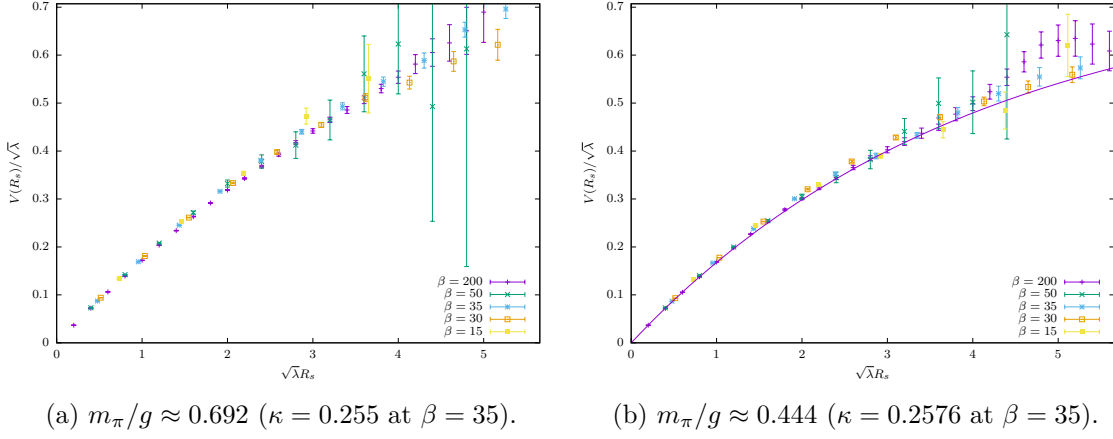 0.7
0.6
0.5
0.4
0.3
0.2
0.1
0
V(R_s)/√λ
0 1 2 3 4 5
√λR_s
β = 200
β = 50
β = 35
β = 30
β = 15
(a) m_π/g ≈ 0.692 (κ = 0.255 at β = 35).
0.7
0.6
0.5
0.4
0.3
0.2
0.1
0
V(R_s)/√λ
0 1 2 3 4 5
√λR_s
β = 200
β = 50
β = 35
β = 30
β = 15
(b) m_π/g ≈ 0.444 (κ = 0.2576 at β = 35).